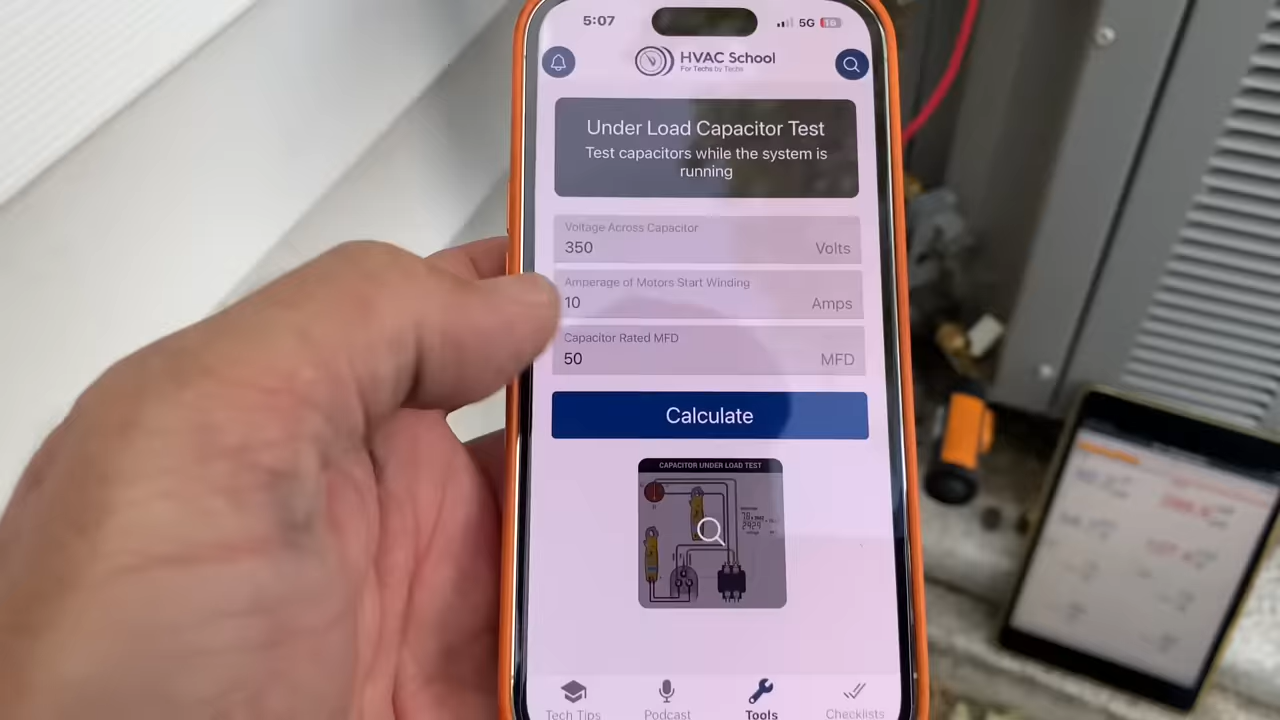 5:07
5G
HVAC School
For Techs by Techs
Under Load Capacitor Test
Test capacitors while the system is
running
Voltage Across Capacitor
350
Volts
Amperage of Motors Start Winding
10
Amps
Capacitor Rated MFD
50
MFD
Calculate
CAPACITOR UNDER LOAD TEST
Tech Tips
Podcast
Tools
Checklists